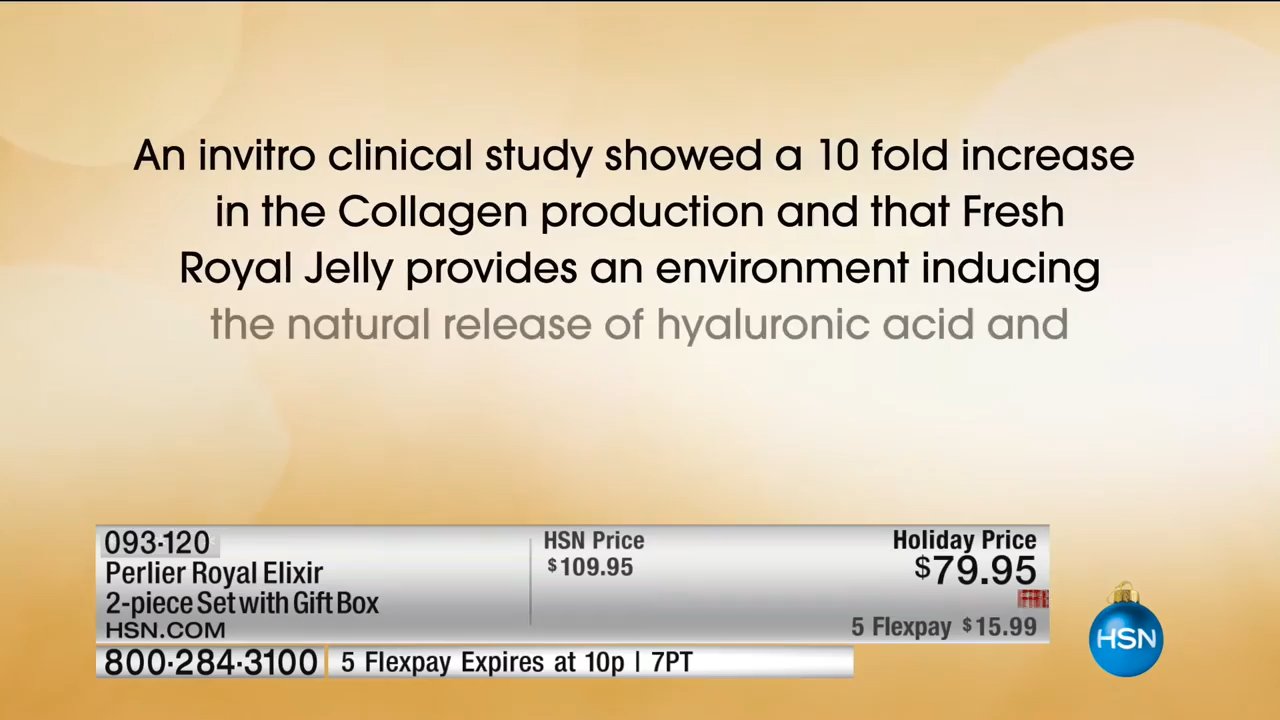 An invitro clinical study showed a 10 fold increase
in the Collagen production and that Fresh
Royal Jelly provides an environment inducing
the natural release of hyaluronic acid and
093-120
Perlier Royal Elixir
2-piece Set with Gift Box
HSN.COM
HSN Price
$109.95
Holiday Price
$79.95
5 Flexpay $15.99
800-284-3100
5 Flexpay Expires at 10p | 7PT
HSN